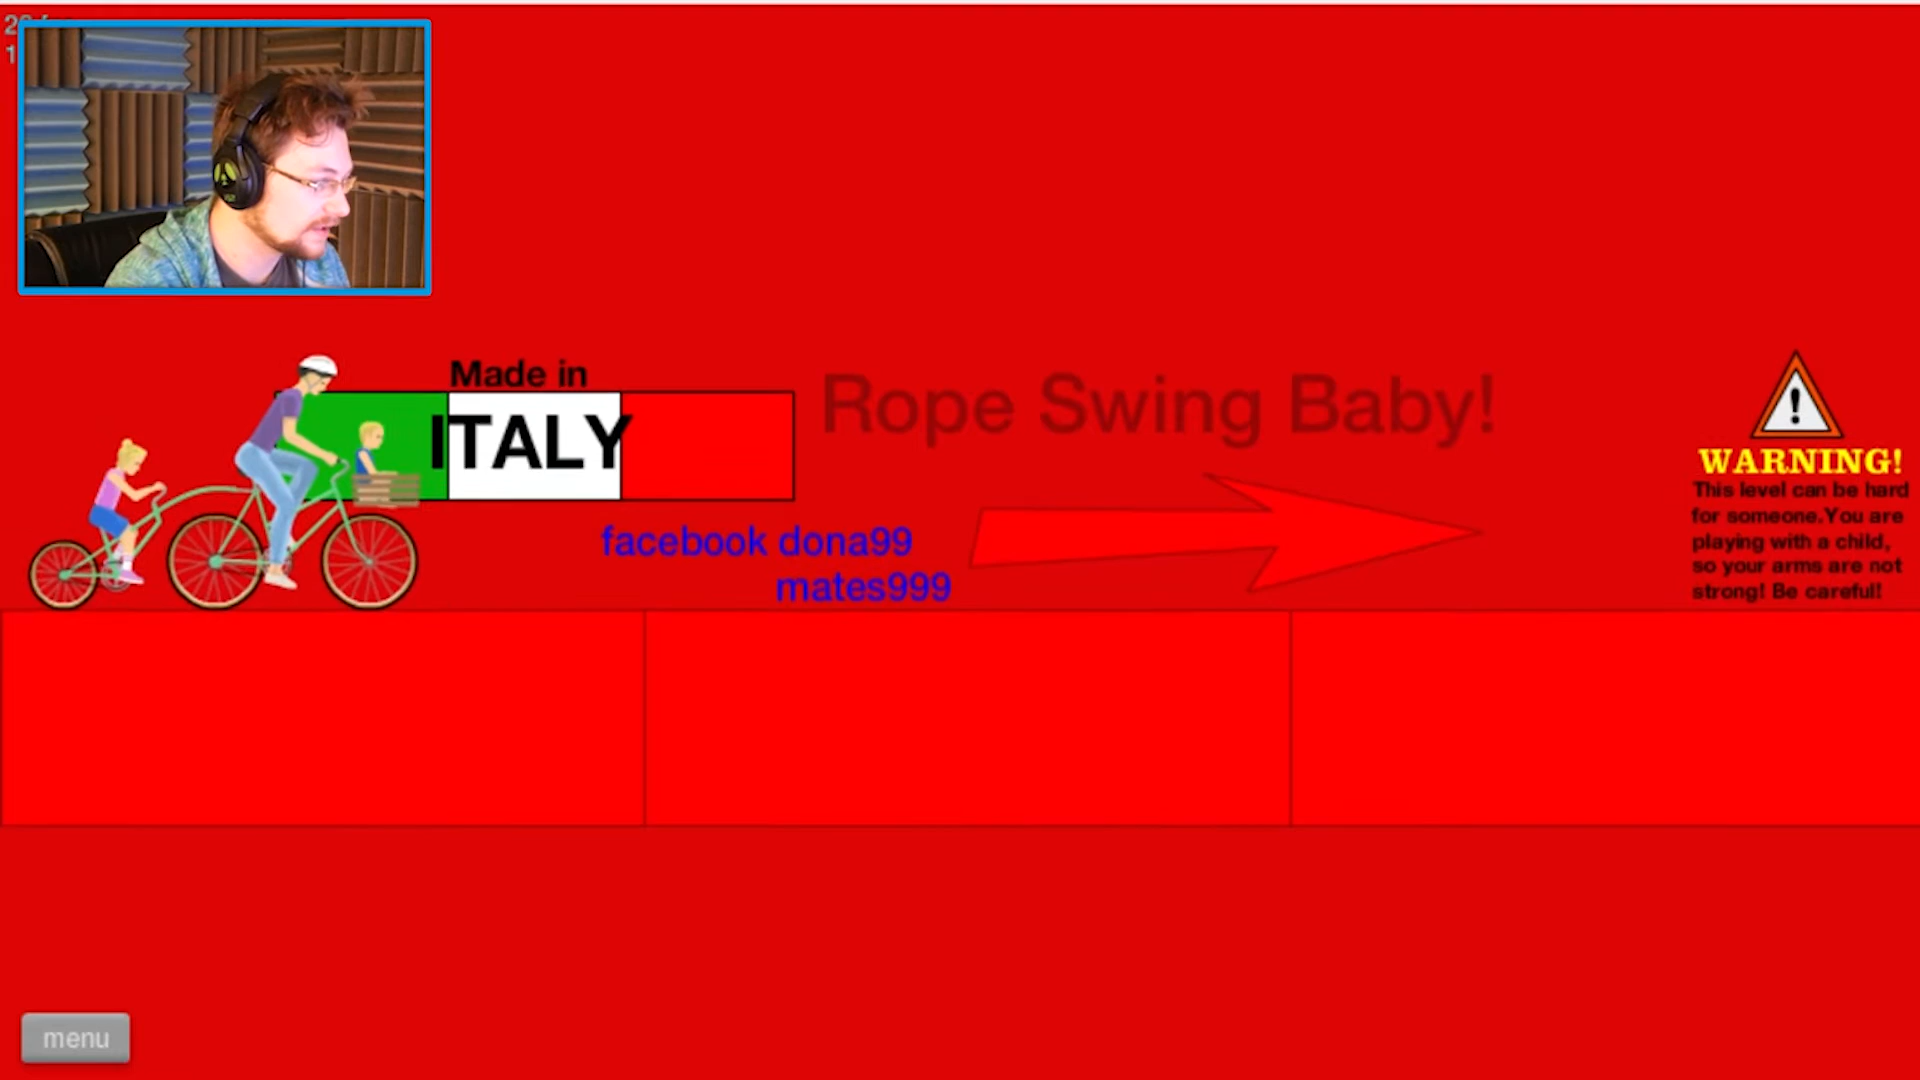 Made in
ITALY
Rope Swing Baby!
facebook dona99
mates999
!
WARNING!
This level can be hard
for someone.You are
playing with a child,
so your arms are not
strong! Be careful!
menu